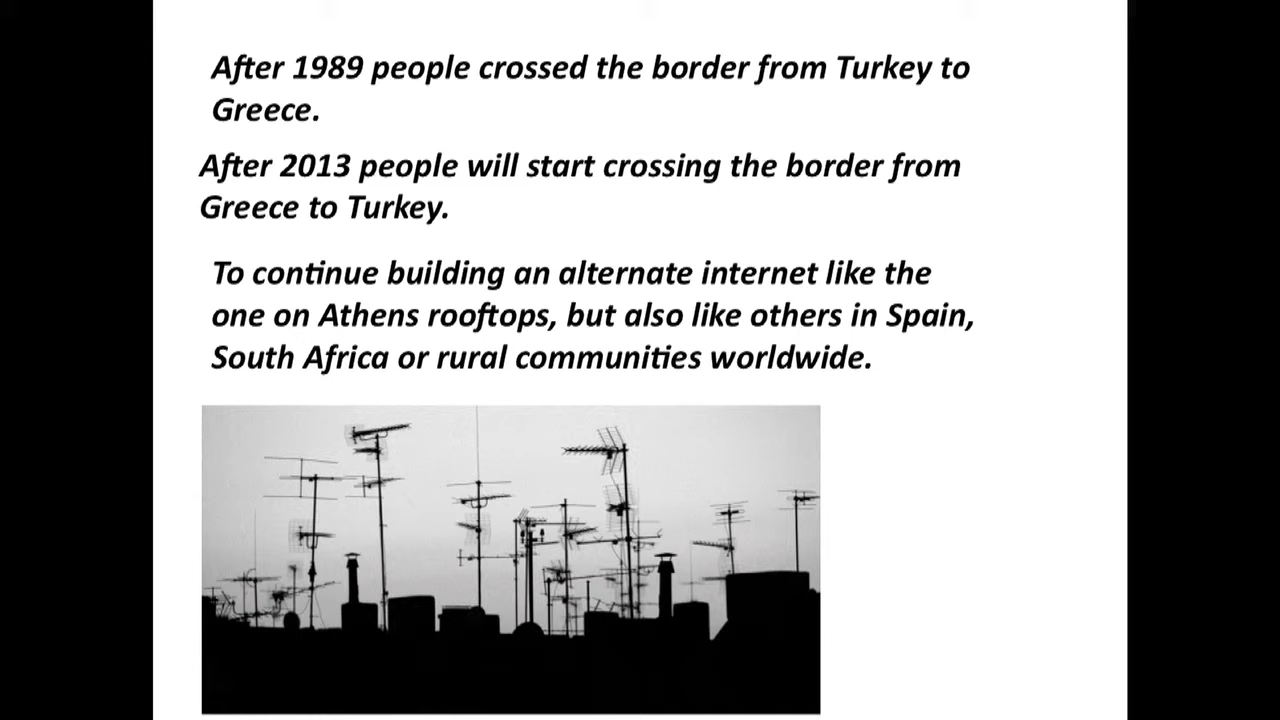 After 1989 people crossed the border from Turkey to
Greece.
After 2013 people will start crossing the border from
Greece to Turkey.
To continue building an alternate internet like the
one on Athens rooftops, but also like others in Spain,
South Africa or rural communities worldwide.